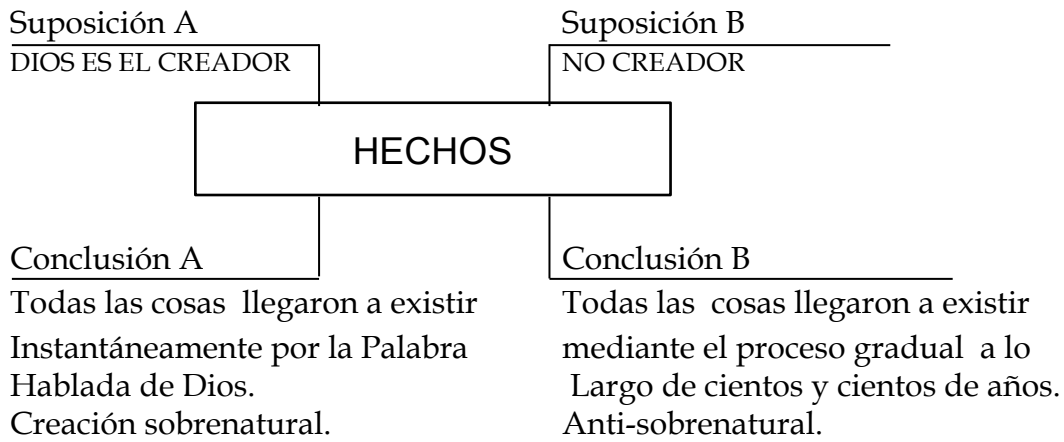 Suposición A
DIOS ES EL CREADOR
Suposición B
NO CREADOR
HECHOS
Conclusión A
Todas las cosas llegaron a existir
Instantáneamente por la Palabra
Hablada de Dios.
Creación sobrenatural.
Conclusión B
Todas las cosas llegaron a existir
mediante el proceso gradual a lo
Largo de cientos y cientos de años.
Anti-sobrenatural.